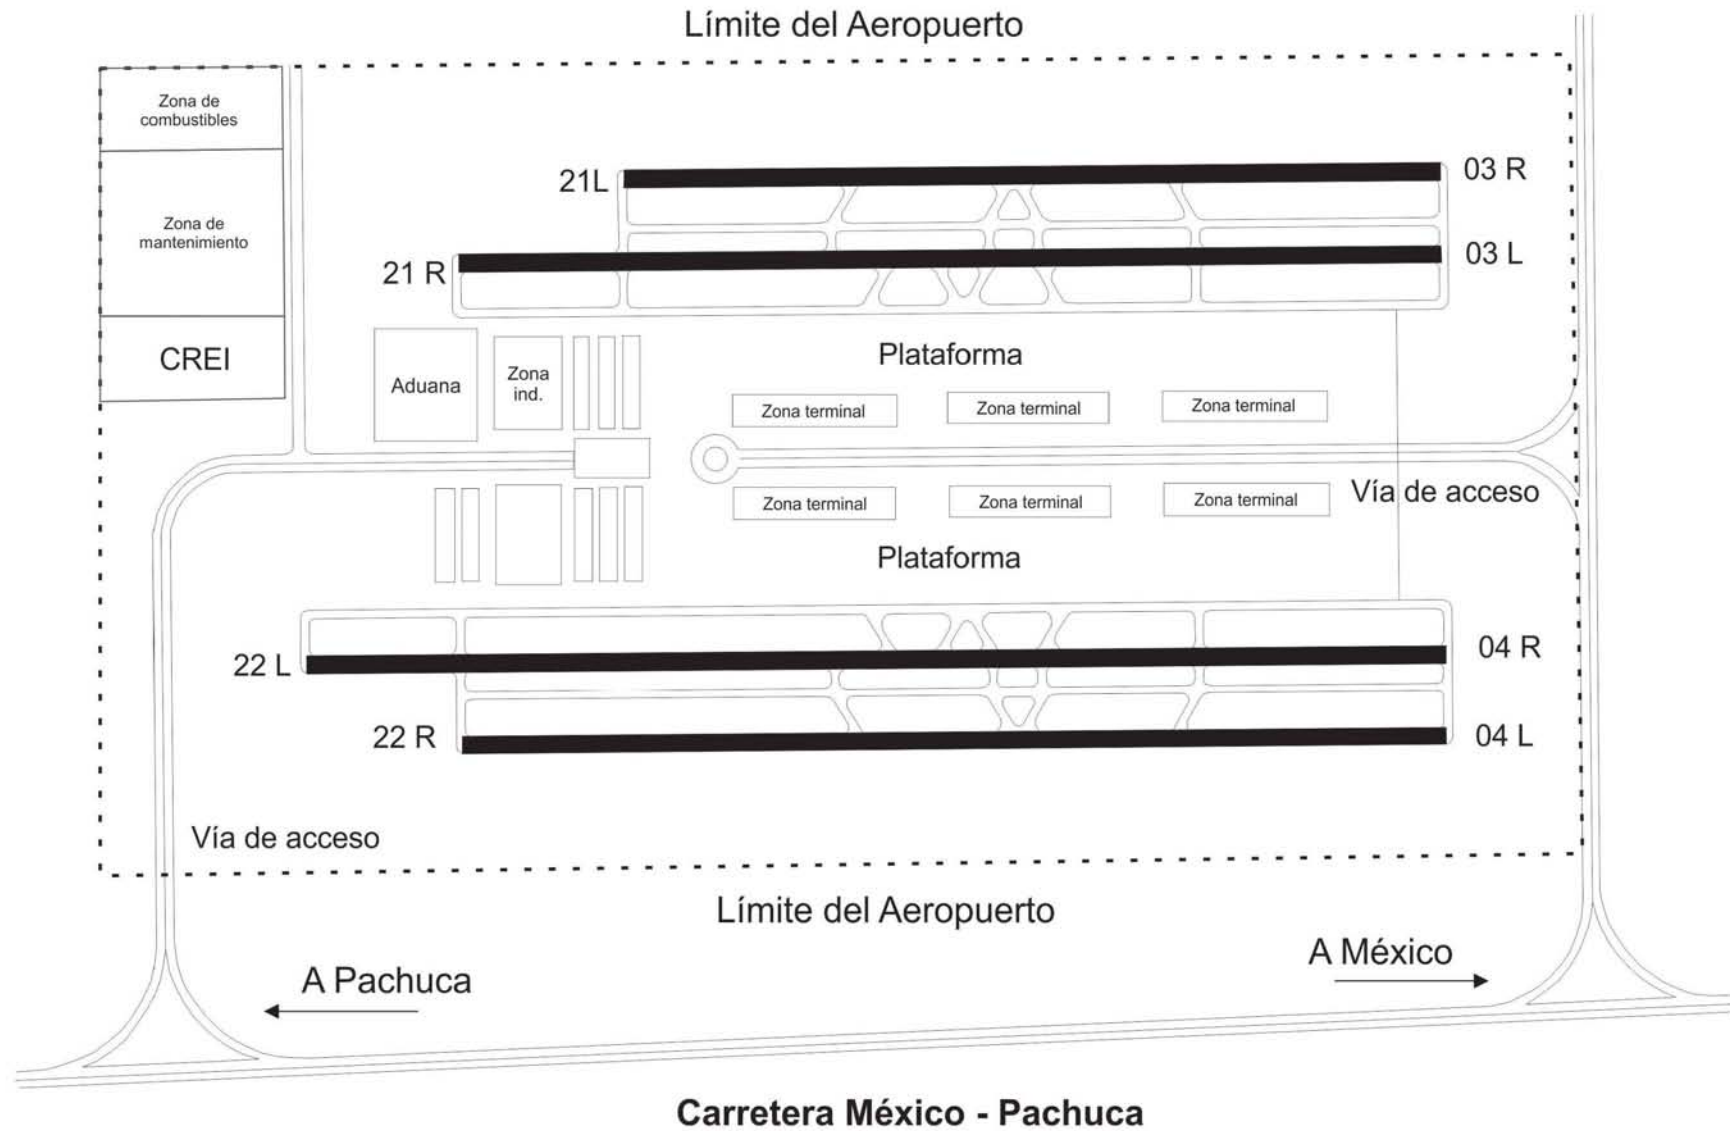 Límite del Aeropuerto
Zona de
combustibles
Zona de
mantenimiento
CREI
21L
03 R
21 R
03 L
Aduana
Zona
ind.
Plataforma
Zona terminal
Zona terminal
Zona terminal
Zona terminal
Zona terminal
Zona terminal
Vía de acceso
Plataforma
22 L
04 R
22 R
04 L
Vía de acceso
Límite del Aeropuerto
A Pachuca
A México
Carretera México - Pachuca